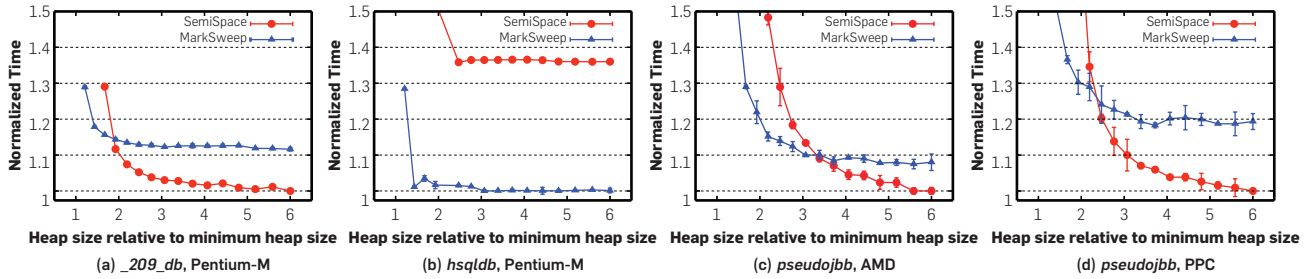 1.5
1.4
1.3
1.2
1.1
1
Normalized Time
SemiSpace
MarkSweep
1 2 3 4 5 6
Heap size relative to minimum heap size
(a) _209_db, Pentium-M
1.5
1.4
1.3
1.2
1.1
1
Normalized Time
SemiSpace
MarkSweep
1 2 3 4 5 6
Heap size relative to minimum heap size
(b) hsqldb, Pentium-M
1.5
1.4
1.3
1.2
1.1
1
Normalized Time
SemiSpace
MarkSweep
1 2 3 4 5 6
Heap size relative to minimum heap size
(c) pseudojbb, AMD
1.5
1.4
1.3
1.2
1.1
1
Normalized Time
SemiSpace
MarkSweep
1 2 3 4 5 6
Heap size relative to minimum heap size
(d) pseudojbb, PPC